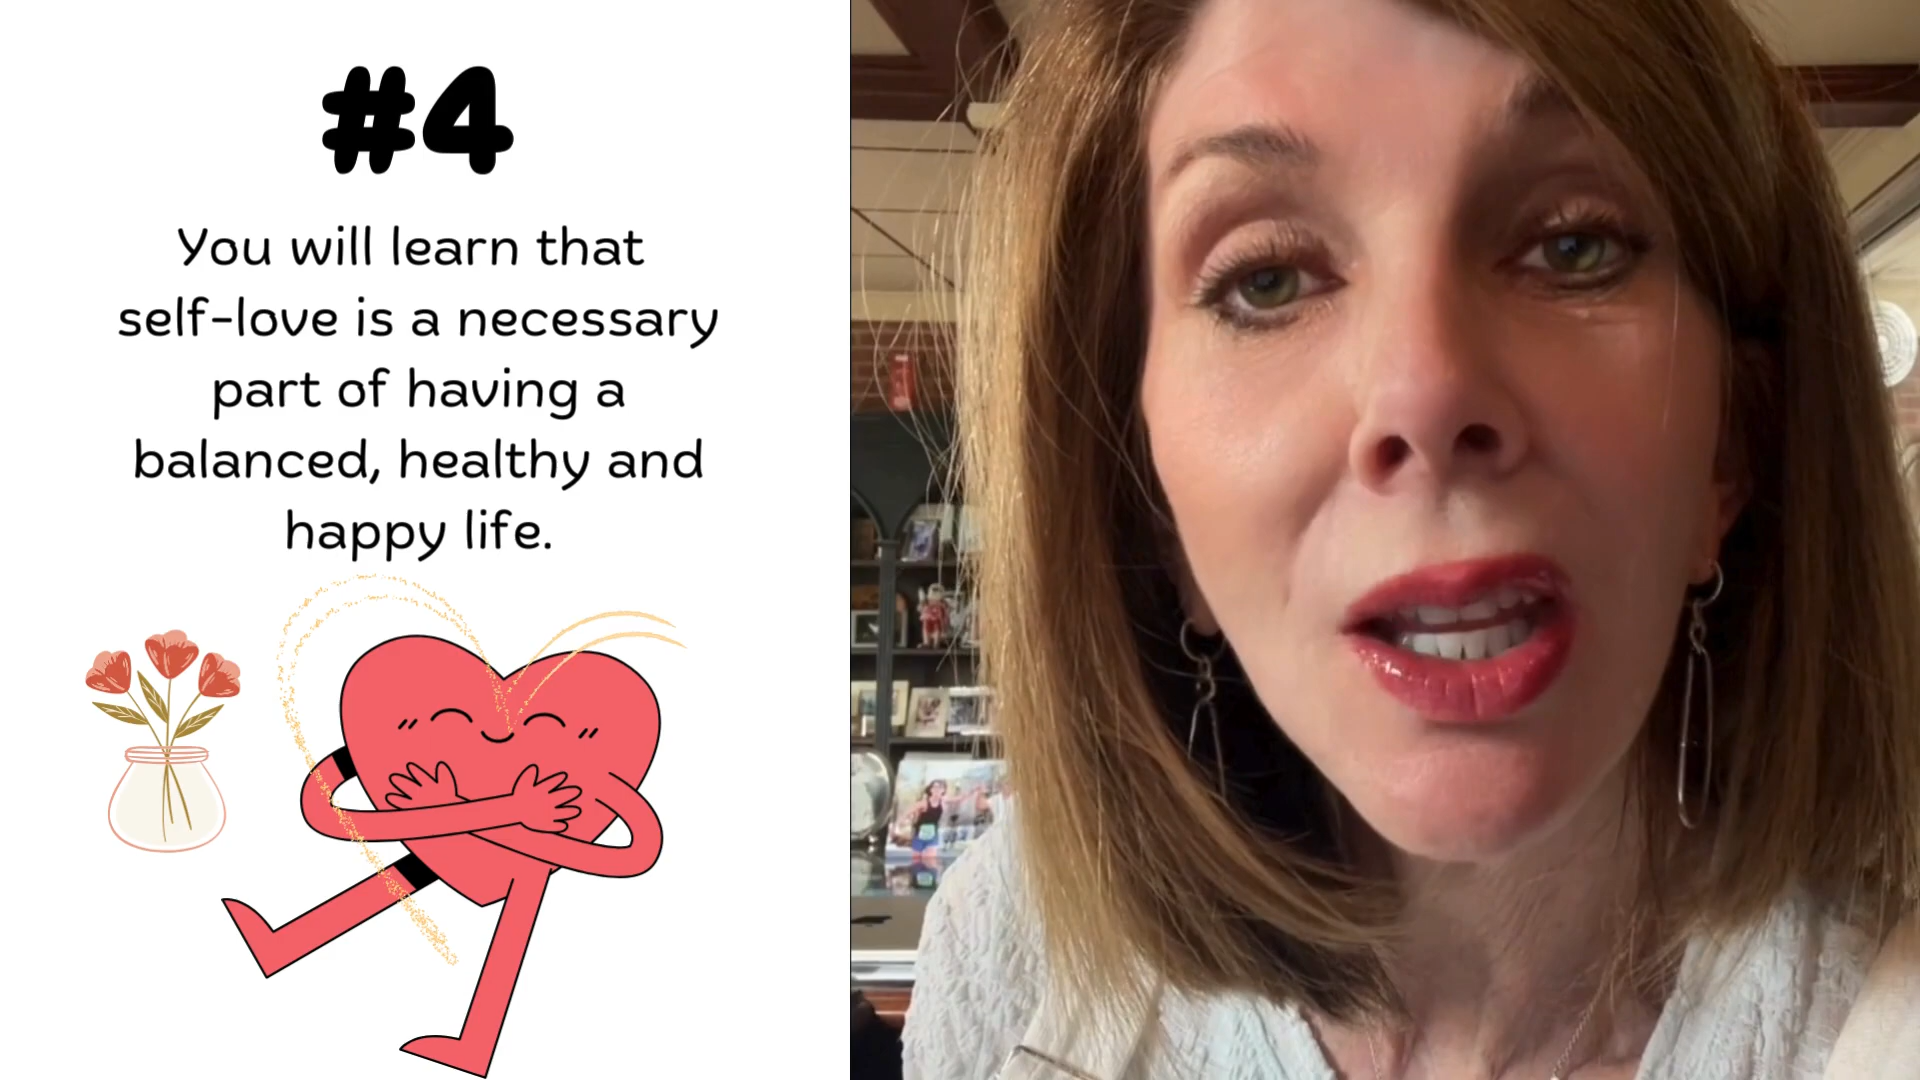 #4
You will learn that
self-love is a necessary
part of having a
balanced, healthy and
happy life.